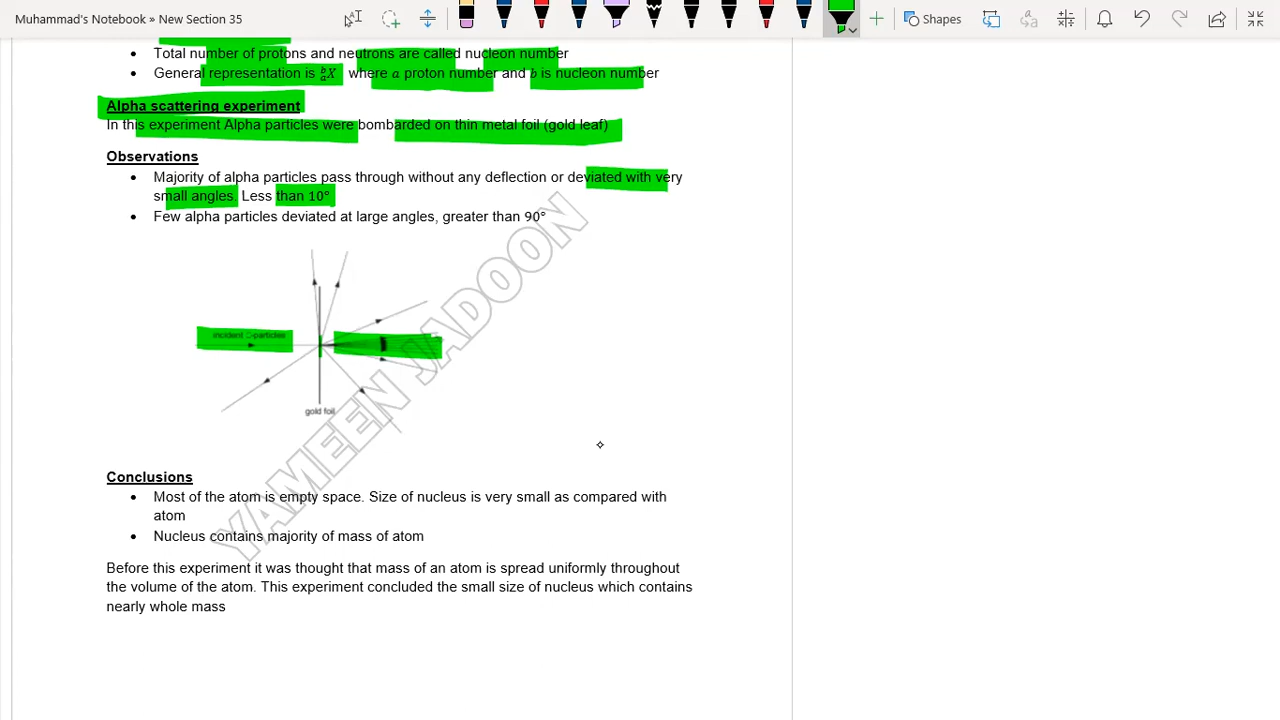 Muhammad's Notebook » New Section 35
Shapes
• Total number of protons and neutrons are called nucleon number
• General representation is ᵇₐX where a proton number and b is nucleon number
Alpha scattering experiment
In this experiment Alpha particles were bombarded on thin metal foil (gold leaf)
Observations
• Majority of alpha particles pass through without any deflection or deviated with very
small angles. Less than 10°
• Few alpha particles deviated at large angles, greater than 90°
incident □-particles
gold foil
YAMEEN JADOON
Conclusions
• Most of the atom is empty space. Size of nucleus is very small as compared with
atom
• Nucleus contains majority of mass of atom
Before this experiment it was thought that mass of an atom is spread uniformly throughout
the volume of the atom. This experiment concluded the small size of nucleus which contains
nearly whole mass